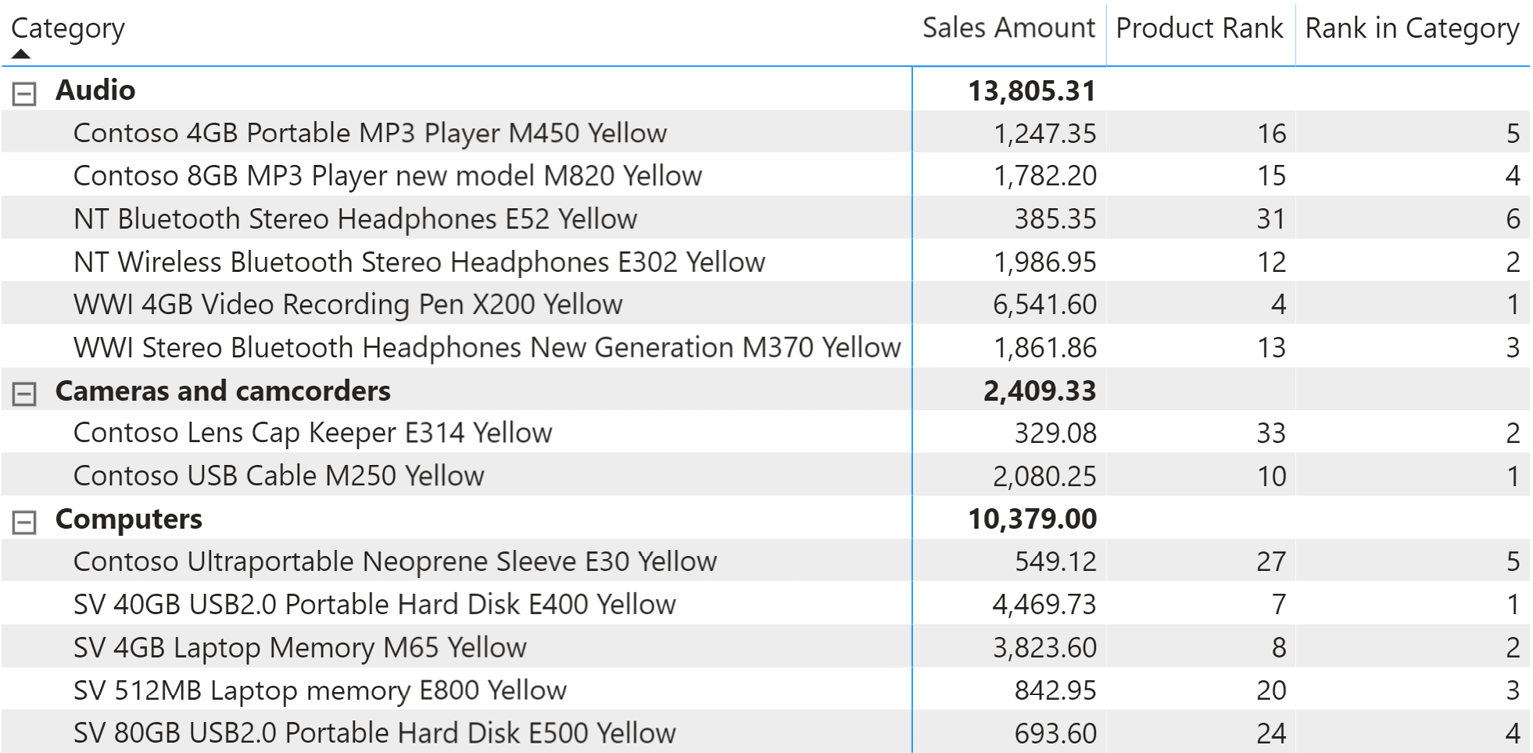 Category Sales Amount Product Rank Rank in Category
Audio 13,805.31
Contoso 4GB Portable MP3 Player M450 Yellow 1,247.35 16 5
Contoso 8GB MP3 Player new model M820 Yellow 1,782.20 15 4
NT Bluetooth Stereo Headphones E52 Yellow 385.35 31 6
NT Wireless Bluetooth Stereo Headphones E302 Yellow 1,986.95 12 2
WWI 4GB Video Recording Pen X200 Yellow 6,541.60 4 1
WWI Stereo Bluetooth Headphones New Generation M370 Yellow 1,861.86 13 3
Cameras and camcorders 2,409.33
Contoso Lens Cap Keeper E314 Yellow 329.08 33 2
Contoso USB Cable M250 Yellow 2,080.25 10 1
Computers 10,379.00
Contoso Ultraportable Neoprene Sleeve E30 Yellow 549.12 27 5
SV 40GB USB2.0 Portable Hard Disk E400 Yellow 4,469.73 7 1
SV 4GB Laptop Memory M65 Yellow 3,823.60 8 2
SV 512MB Laptop memory E800 Yellow 842.95 20 3
SV 80GB USB2.0 Portable Hard Disk E500 Yellow 693.60 24 4